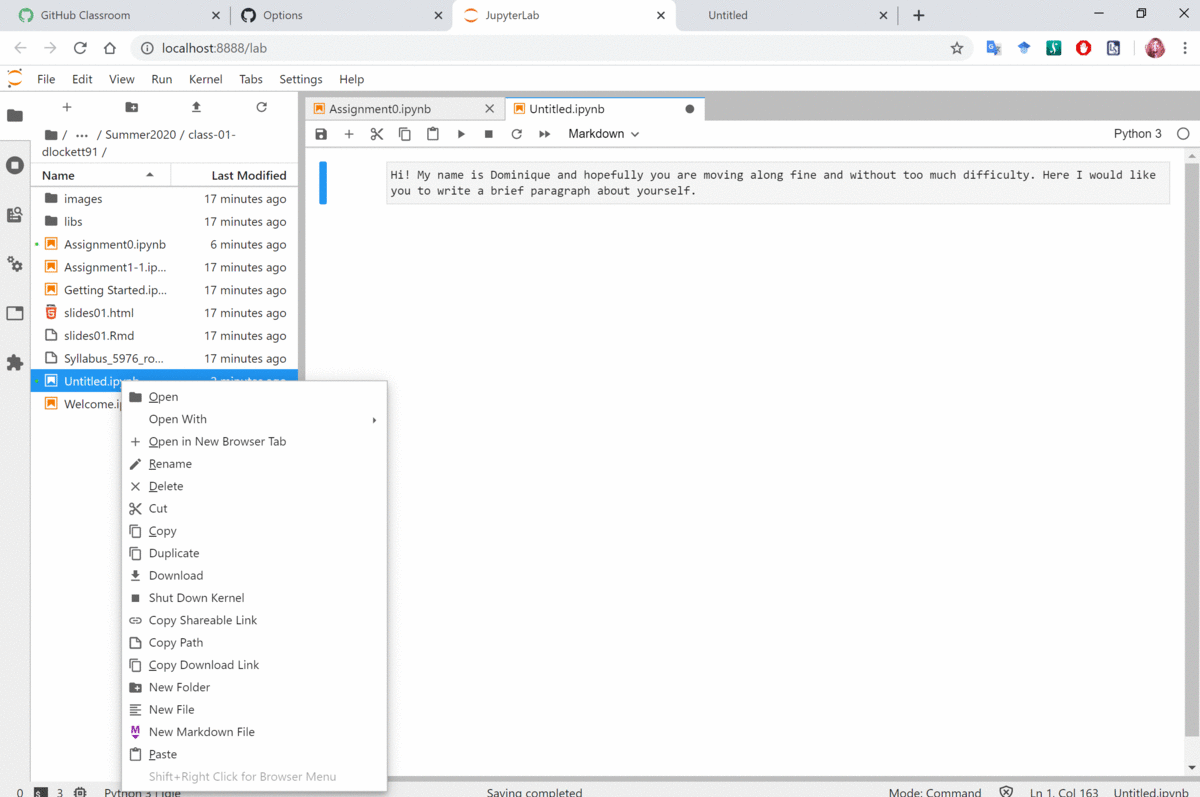 GitHub Classroom
Options
JupyterLab
Untitled
localhost:8888/lab
File Edit View Run Kernel Tabs Settings Help
/ ··· / Summer2020 / class-01-
dlockett91 /
Name Last Modified
images 17 minutes ago
libs 17 minutes ago
Assignment0.ipynb 6 minutes ago
Assignment1-1.ip... 17 minutes ago
Getting Started.ip... 17 minutes ago
slides01.html 17 minutes ago
slides01.Rmd 17 minutes ago
Syllabus_5976_ro... 17 minutes ago
Untitled.ipynb 2 minutes ago
Welcome.ip
Open
Open With
Open in New Browser Tab
Rename
Delete
Cut
Copy
Duplicate
Download
Shut Down Kernel
Copy Shareable Link
Copy Path
Copy Download Link
New Folder
New File
New Markdown File
Paste
Shift+Right Click for Browser Menu
Assignment0.ipynb
Untitled.ipynb
Markdown
Python 3
Hi! My name is Dominique and hopefully you are moving along fine and without too much difficulty. Here I would like
you to write a brief paragraph about yourself.
0 3 Python 3 | Idle Saving completed Mode: Command Ln 1, Col 163 Untitled.ipynb